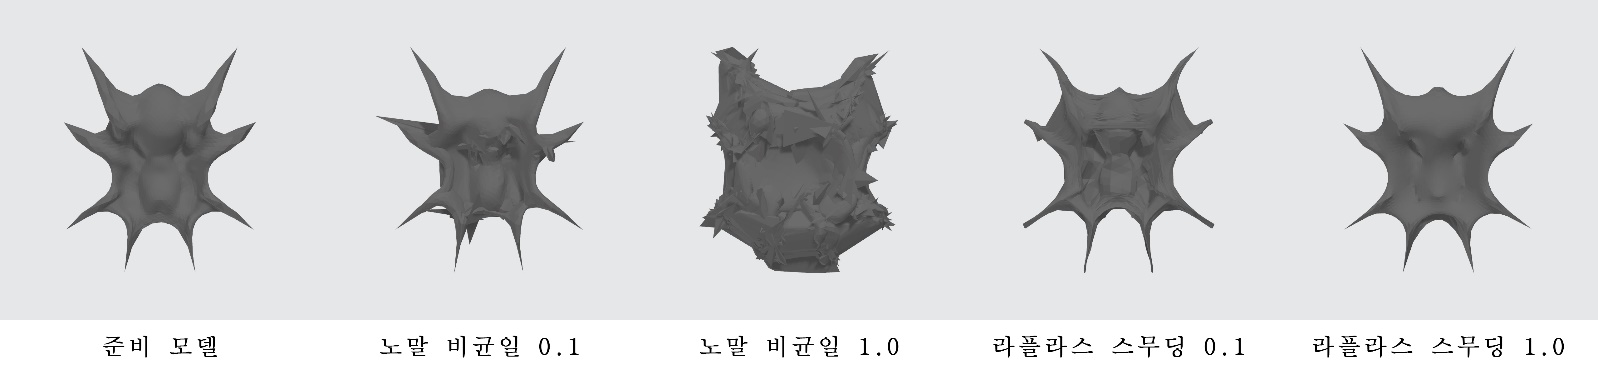 준비 모델 노말 비균일 0.1 노말 비균일 1.0 라플라스 스무딩 0.1 라플라스 스무딩 1.0